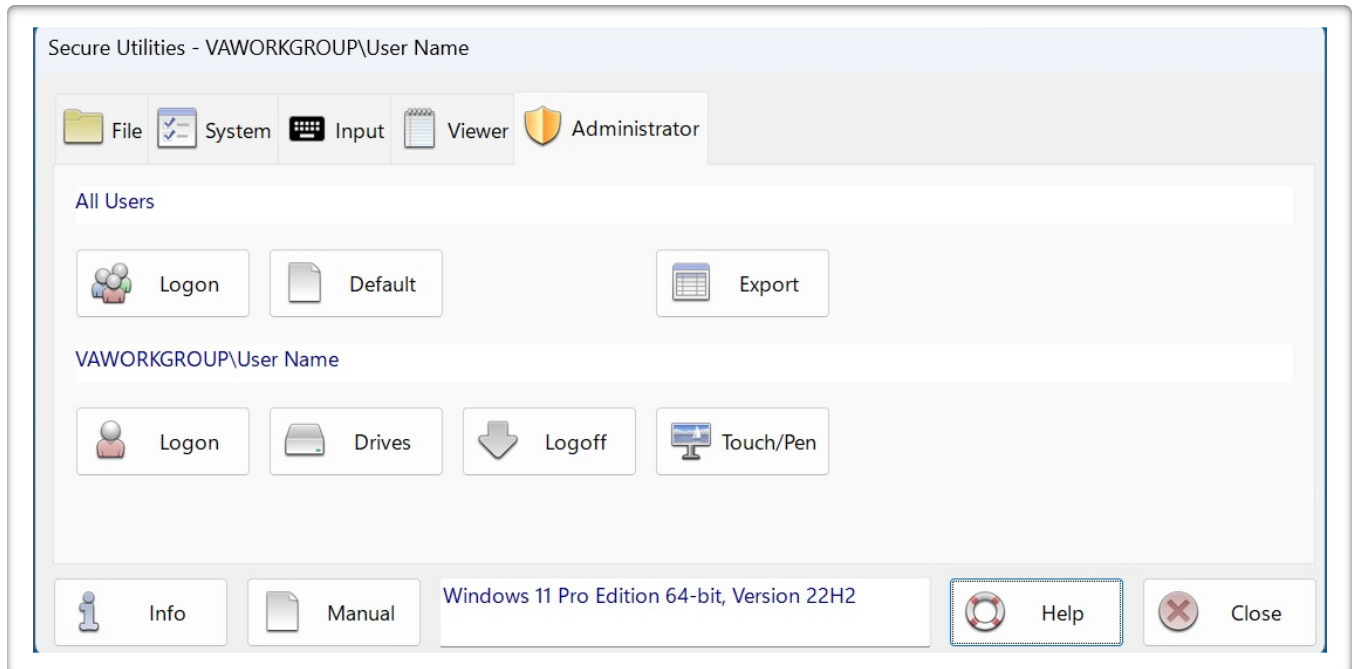 Secure Utilities - VAWORKGROUP\User Name
File System Input Viewer Administrator
All Users
Logon Default Export
VAWORKGROUP\User Name
Logon Drives Logoff Touch/Pen
Info Manual Windows 11 Pro Edition 64-bit, Version 22H2 Help Close